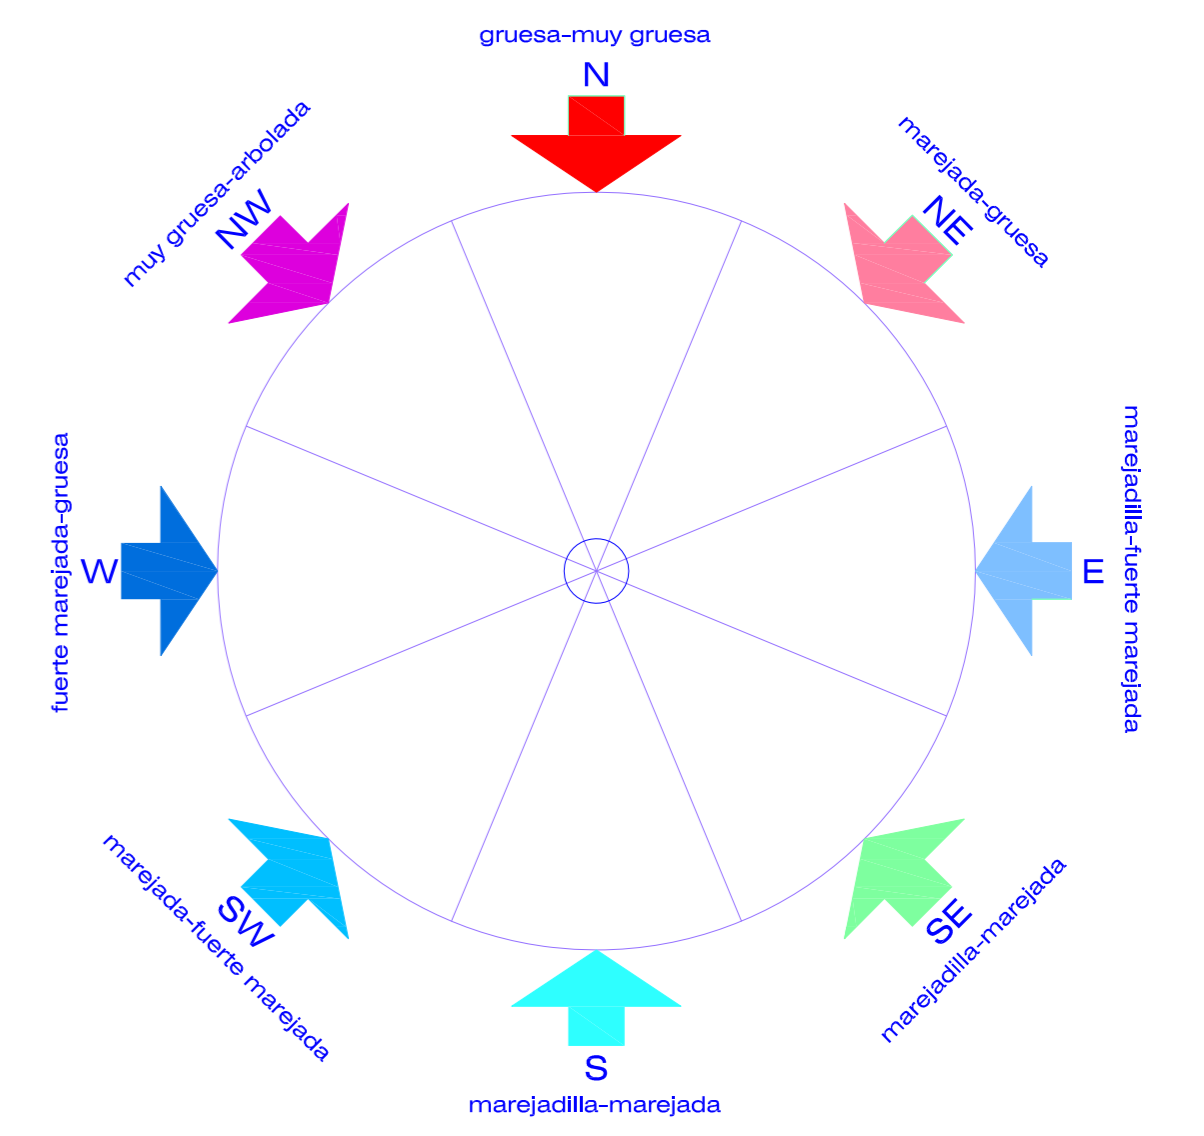 gruesa-muy gruesa
N
muy gruesa-arbolada
NW
marejada-gruesa
NE
fuerte marejada-gruesa
W
marejadilla-fuerte marejada
E
marejada-fuerte marejada
SW
marejadilla-marejada
SE
S
marejadilla-marejada